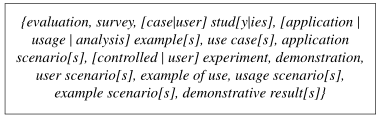 {evaluation, survey, [case|user] stud[y|ies], [application |
usage | analysis] example[s], use case[s], application
scenario[s], [controlled | user] experiment, demonstration,
user scenario[s], example of use, usage scenario[s],
example scenario[s], demonstrative result[s]}